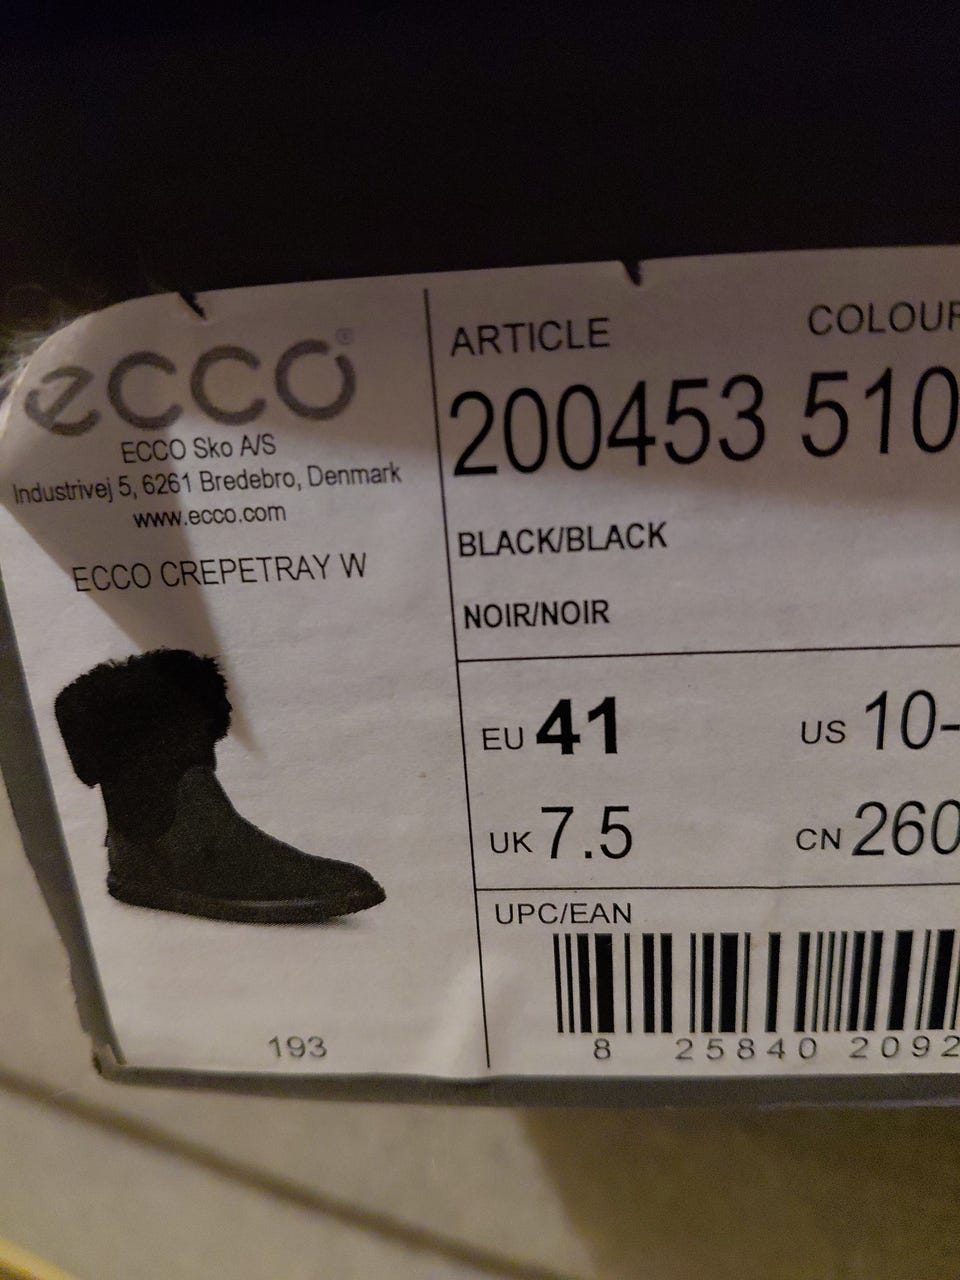 ecco®
ECCO Sko A/S
Industrivej 5, 6261 Bredebro, Denmark
www.ecco.com
ECCO CREPETRAY W
193
ARTICLE COLOUR
200453 510
BLACK/BLACK
NOIR/NOIR
EU 41 US 10-
UK 7.5 CN 260
UPC/EAN
8 25840 2092